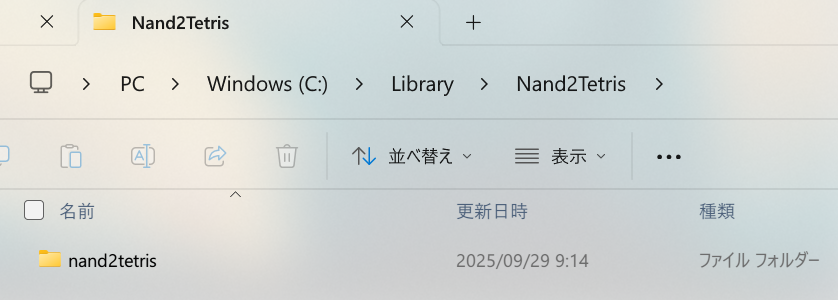 Nand2Tetris
PC > Windows (C:) > Library > Nand2Tetris >
A 並べ替え 表示
名前 更新日時 種類
nand2tetris 2025/09/29 9:14 ファイル フォルダー